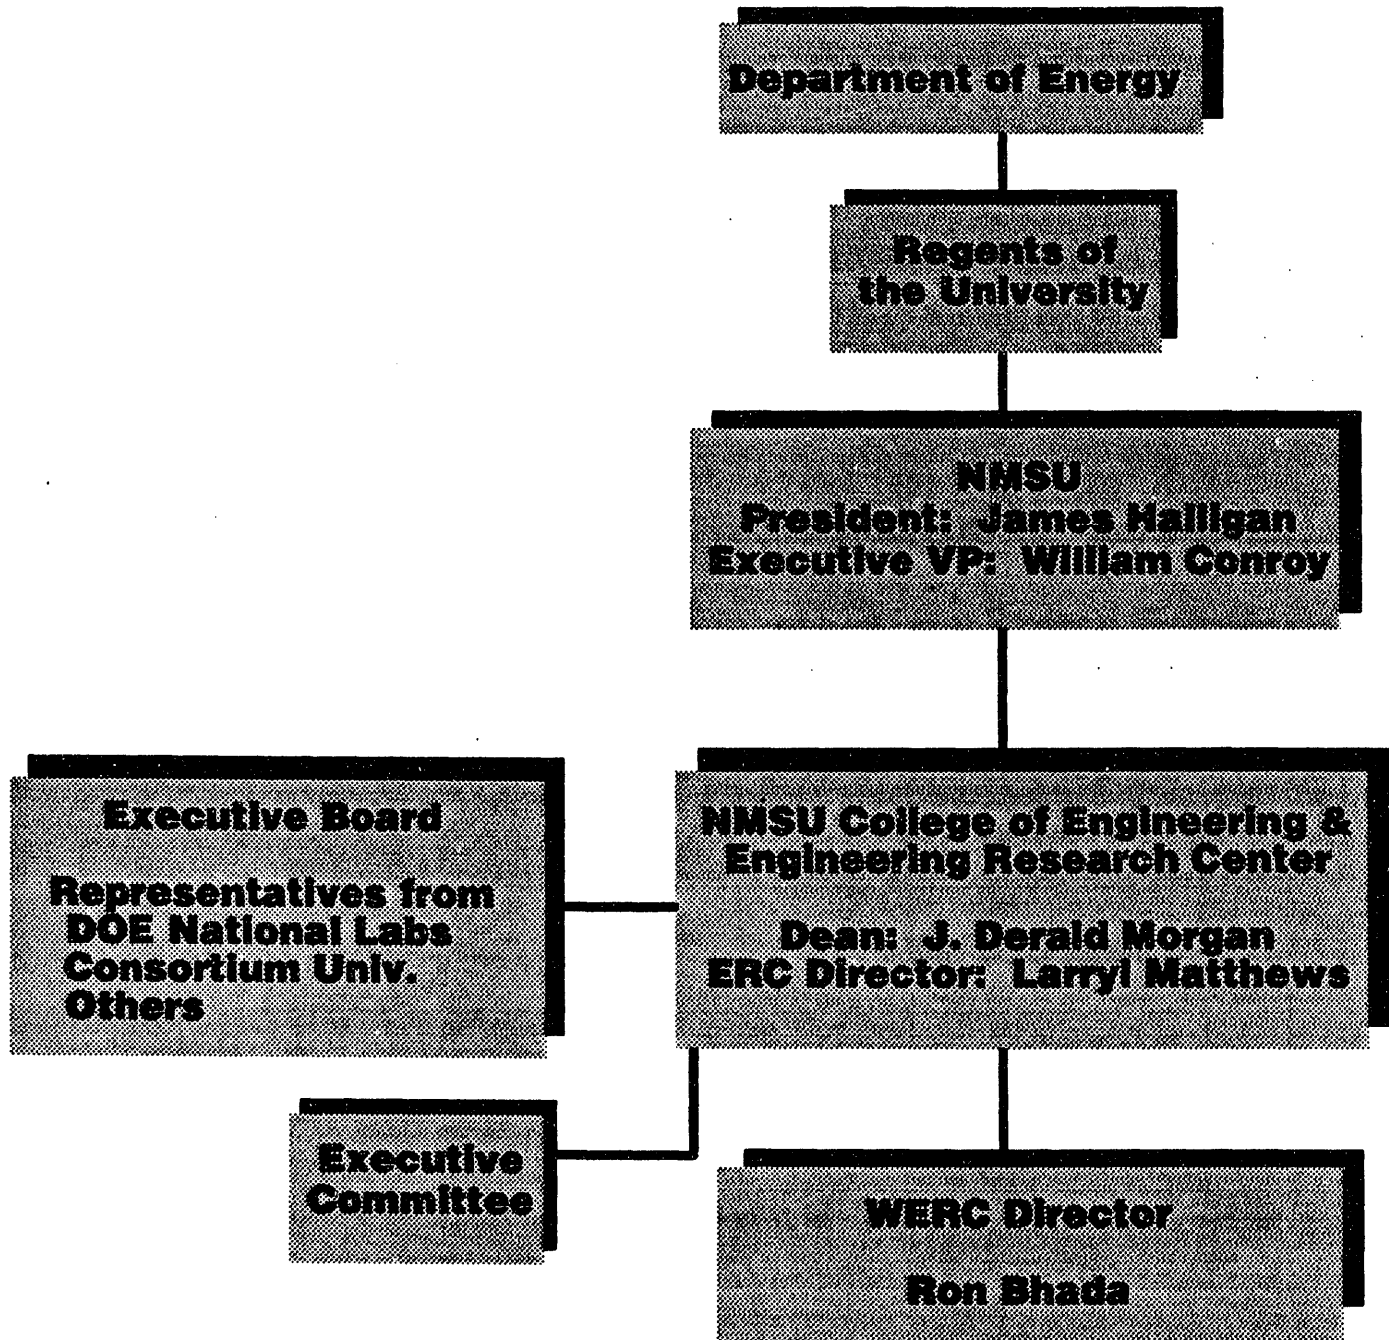 Department of Energy
Regents of
the University
NMSU
President: James Halligan
Executive VP: William Conroy
Executive Board
Representatives from
DOE National Labs
Consortium Univ.
Others
NMSU College of Engineering &
Engineering Research Center
Dean: J. Derald Morgan
ERC Director: Larryl Matthews
Executive
Committee
WERC Director
Ron Bhada